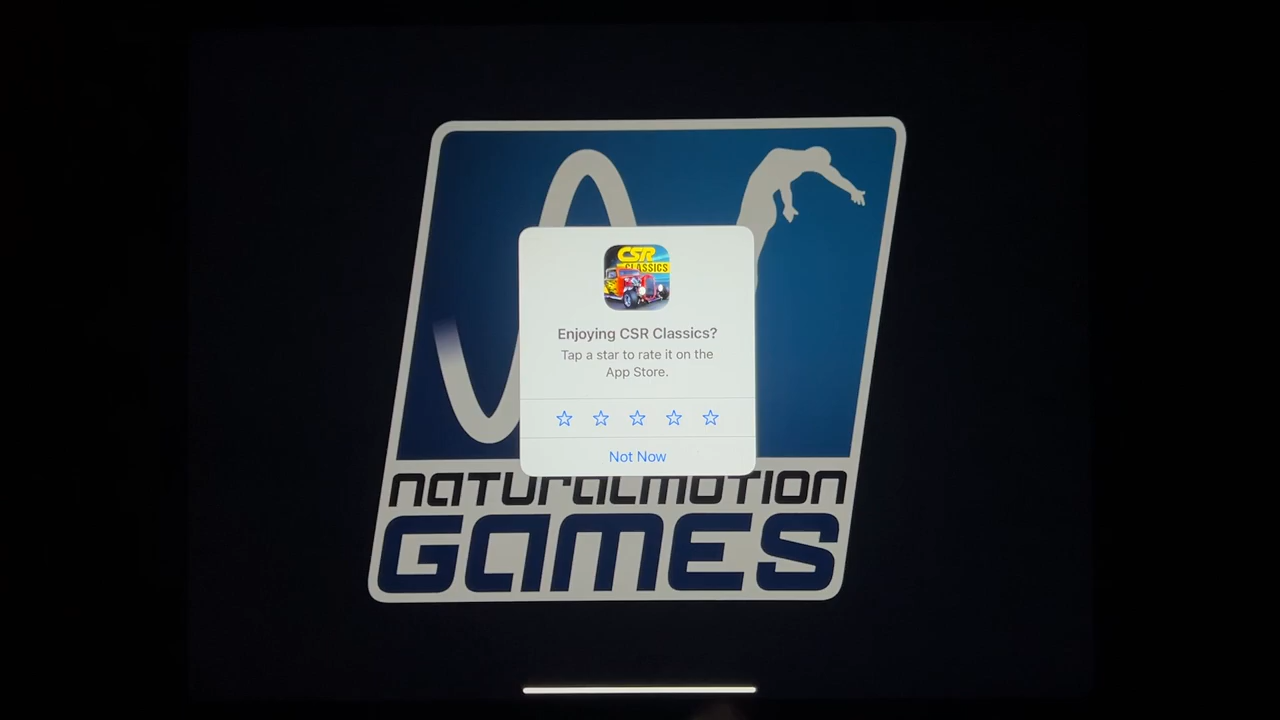 CSR
CLASSICS
Enjoying CSR Classics?
Tap a star to rate it on the
App Store.
Not Now
naturalmotion
GAMES